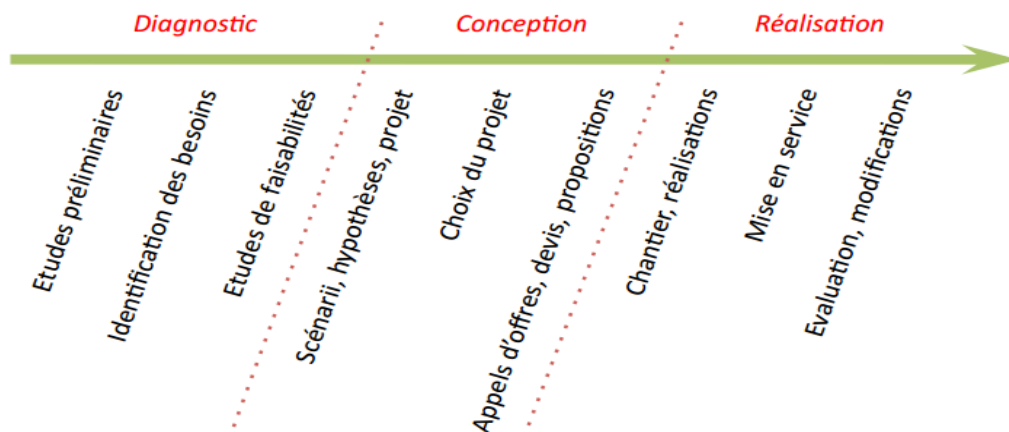 Diagnostic
Conception
Réalisation
Etudes préliminaires
Identification des besoins
Etudes de faisabilités
Scénarii, hypothèses, projet
Choix du projet
Appels d'offres, devis, propositions
Chantier, réalisations
Mise en service
Evaluation, modifications